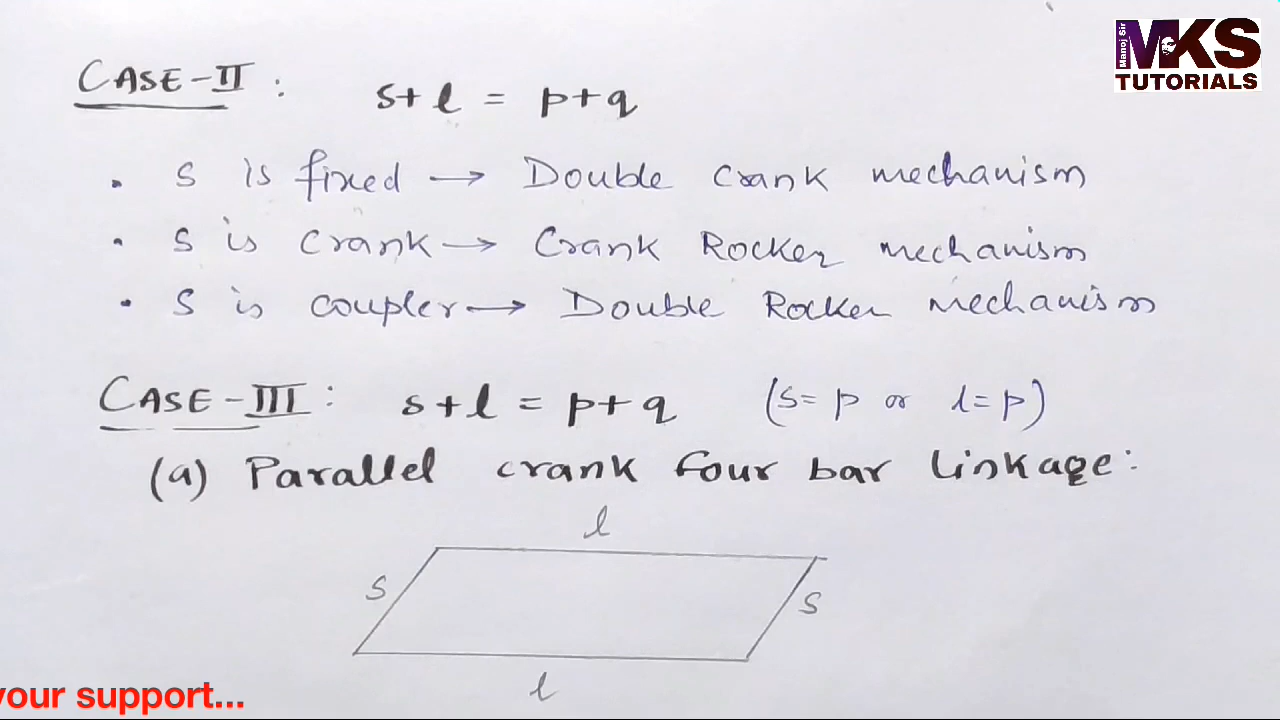 Manoj Sir
MKS
TUTORIALS
CASE-II :   s+l = p+q
• s is fixed → Double crank mechanism
• s is crank → Crank Rocker mechanism
• s is coupler → Double Rocker mechanism
CASE-III :   s+l = p+q   (s=p or l=p)
(a) Parallel crank four bar linkage:
l
s
s
l
your support...